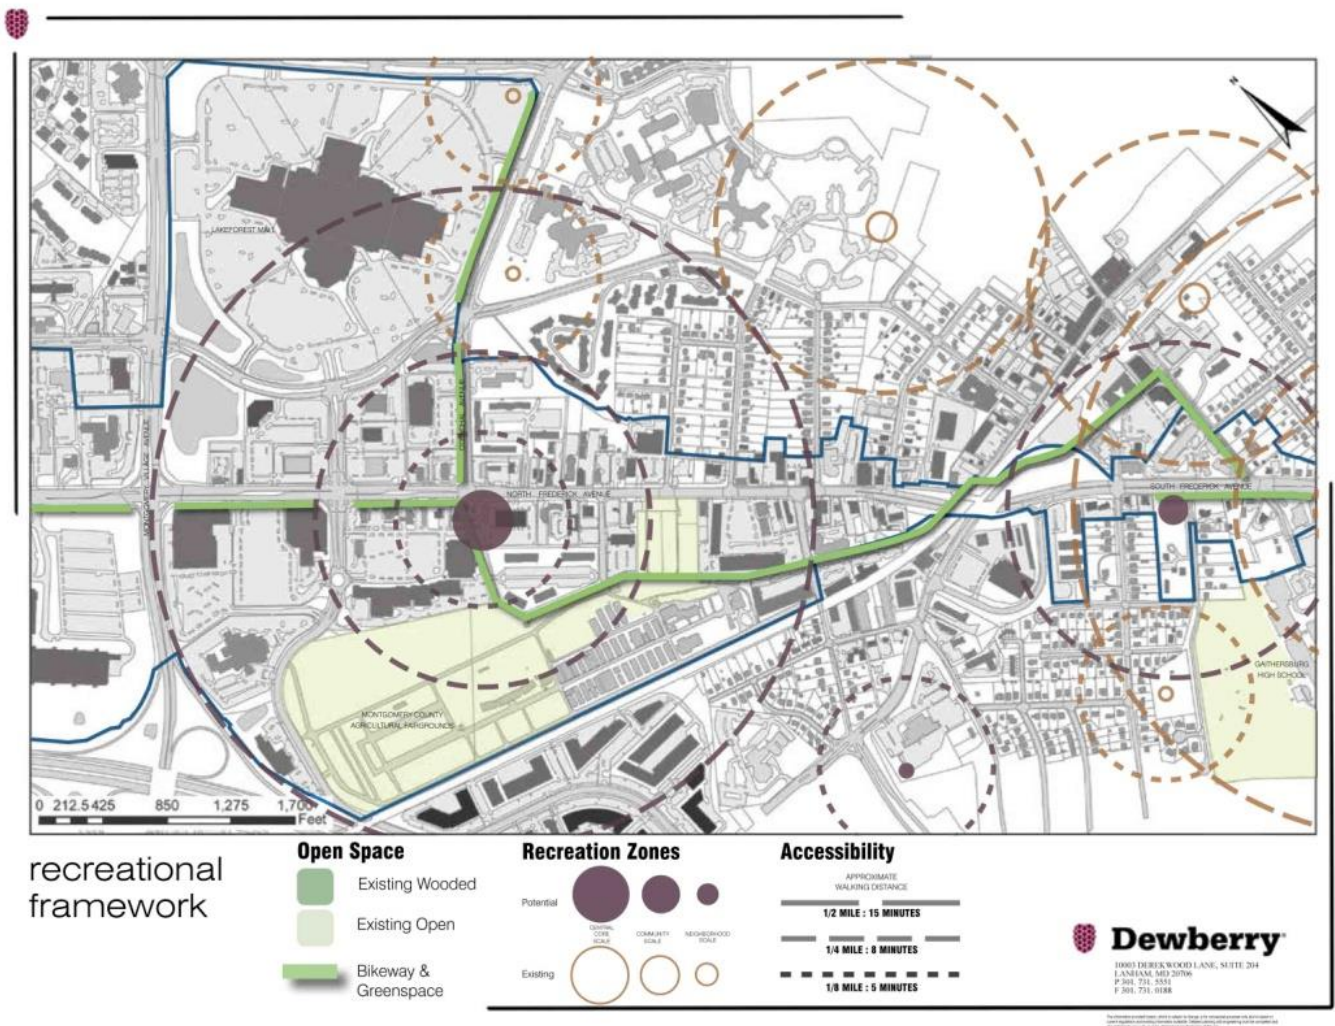 N
LAKEFOREST MALL
MONTGOMERY VILLAGE AVENUE
NORTH FREDERICK AVENUE
SOUTH FREDERICK AVENUE
GAITHERSBURG
HIGH SCHOOL
MONTGOMERY COUNTY
AGRICULTURAL FAIRGROUNDS
0 212.5 425 850 1,275 1,700
Feet
recreational
framework
Open Space
Existing Wooded
Existing Open
Bikeway &
Greenspace
Recreation Zones
Potential
CENTRAL
CORE
SCALE
COMMUNITY
SCALE
NEIGHBORHOOD
SCALE
Existing
Accessibility
APPROXIMATE
WALKING DISTANCE
1/2 MILE : 15 MINUTES
1/4 MILE : 8 MINUTES
1/8 MILE : 5 MINUTES
Dewberry
10003 DEREKWOOD LANE, SUITE 204
LANHAM, MD 20706
P 301. 731. 5551
F 301. 731. 0188